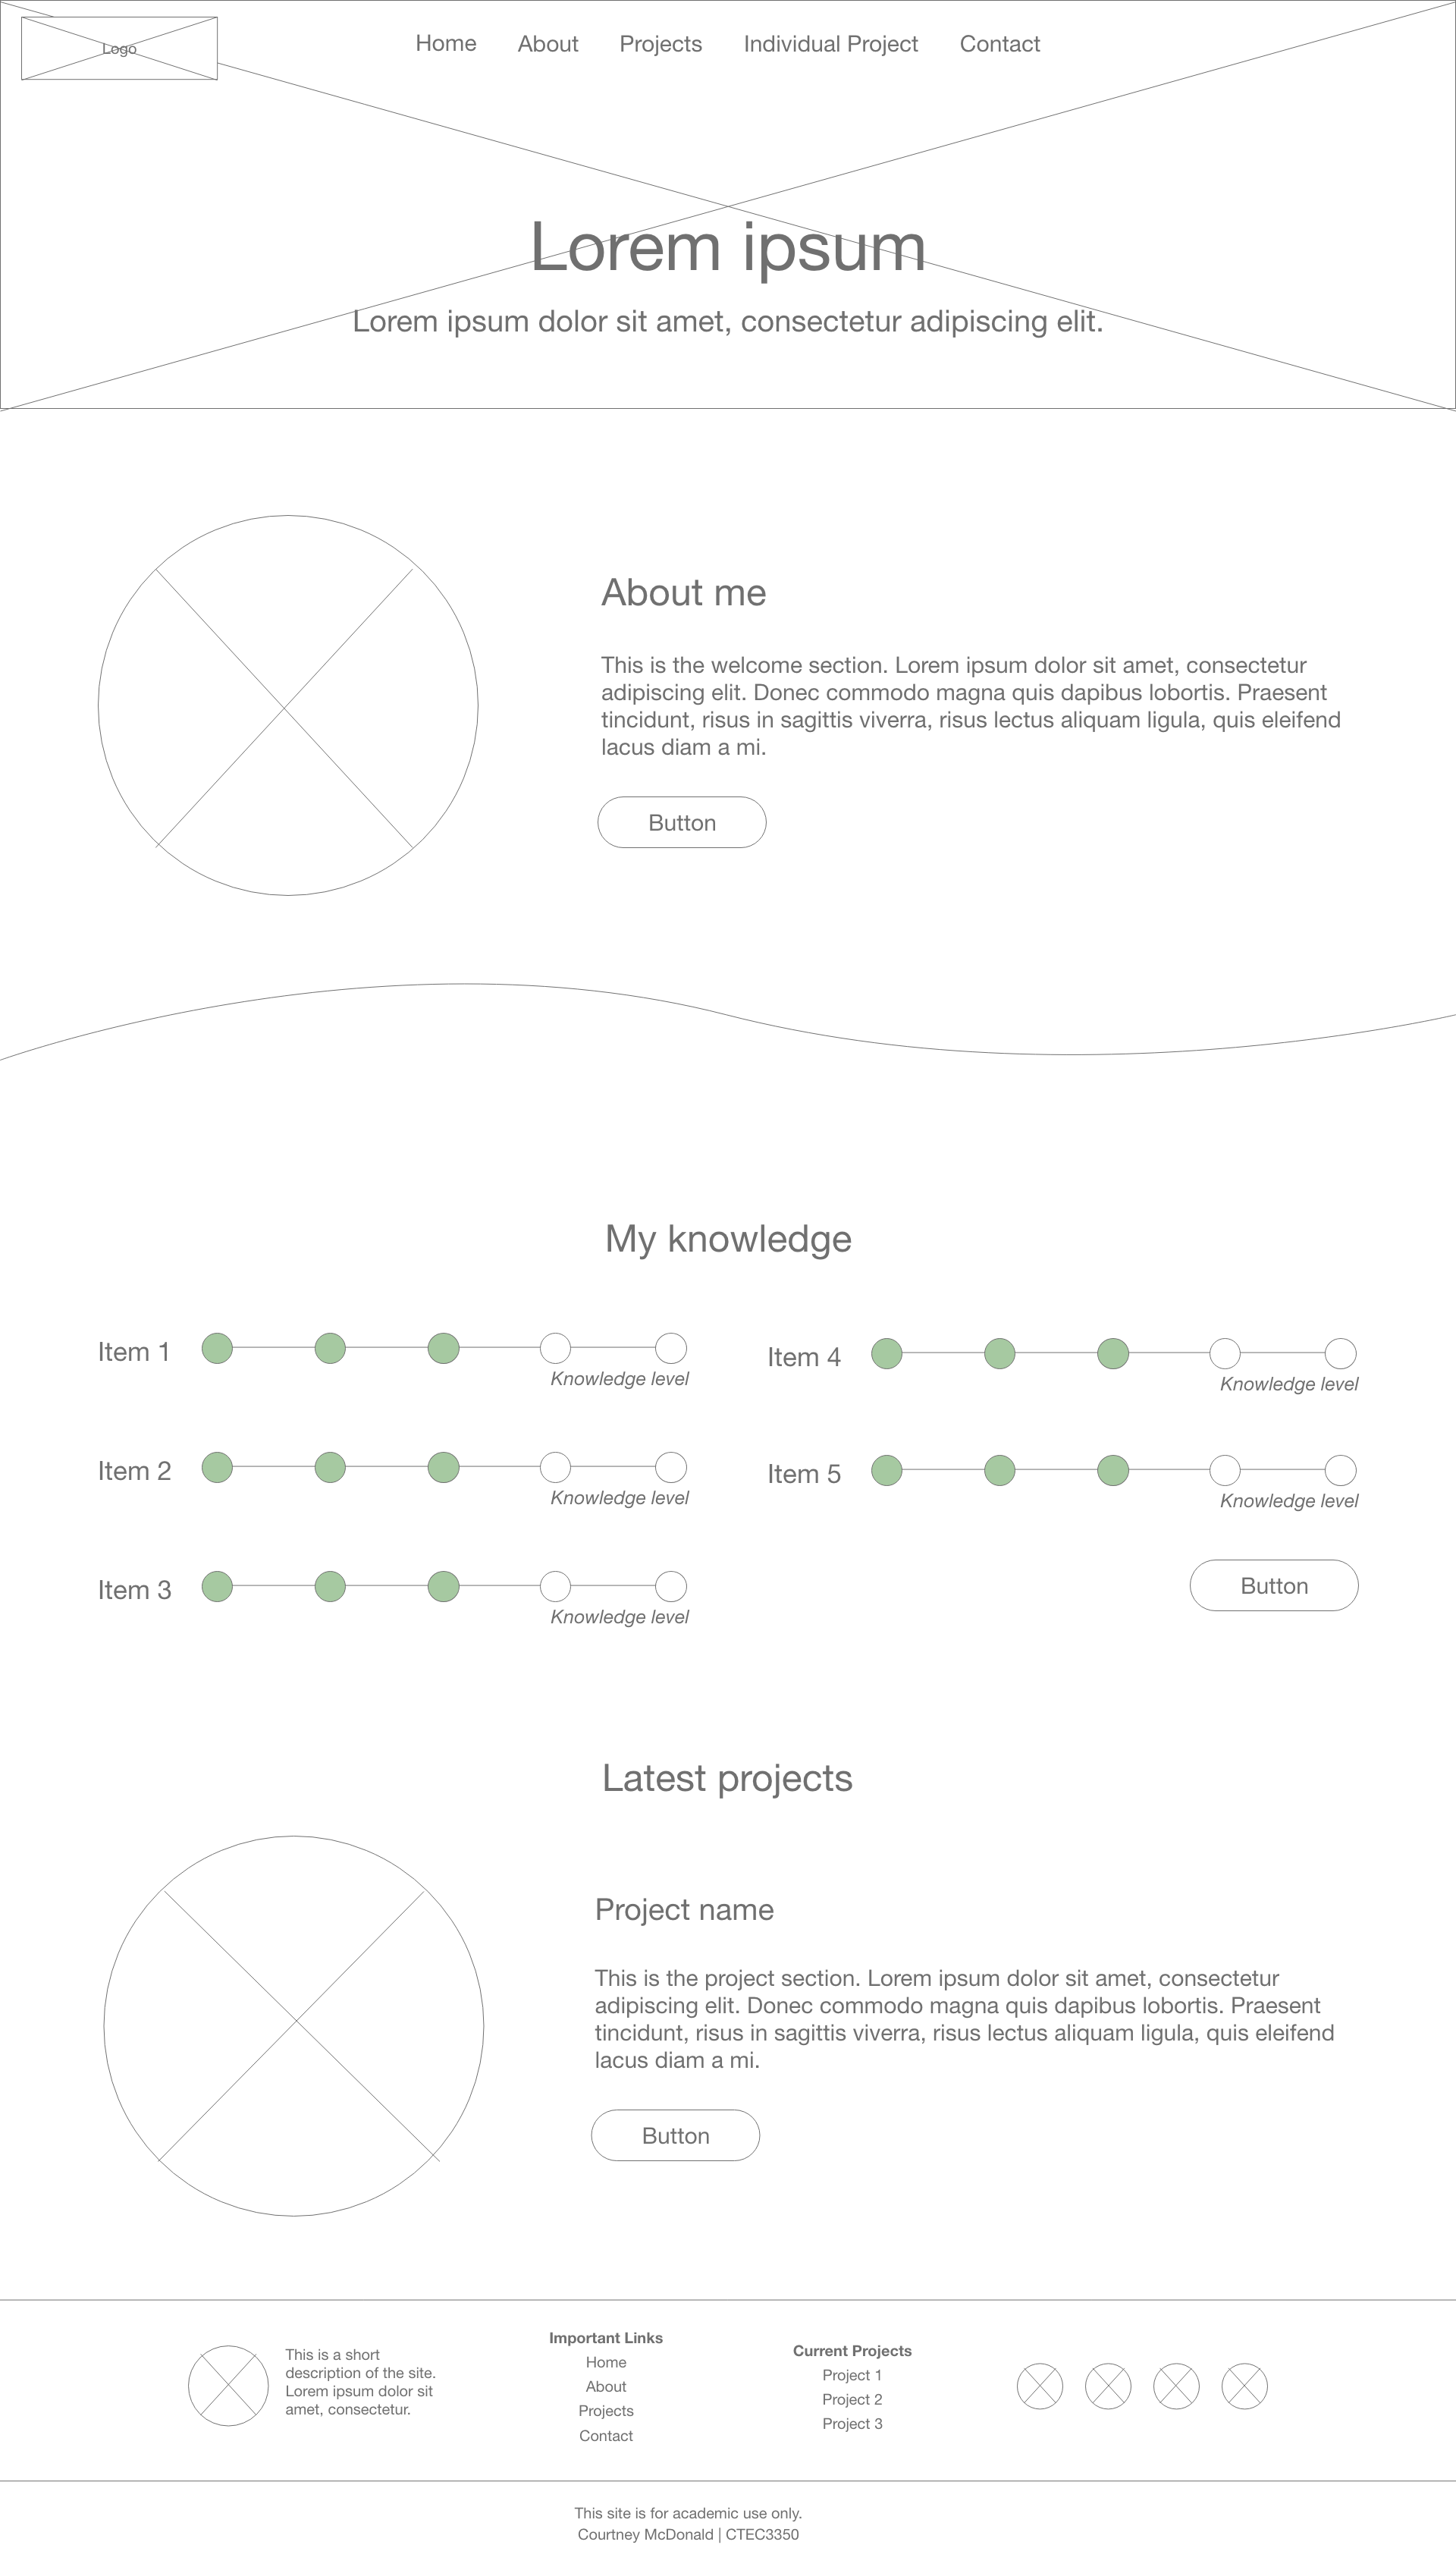 Logo
Home About Projects Individual Project Contact
Lorem ipsum
Lorem ipsum dolor sit amet, consectetur adipiscing elit.
About me
This is the welcome section. Lorem ipsum dolor sit amet, consectetur
adipiscing elit. Donec commodo magna quis dapibus lobortis. Praesent
tincidunt, risus in sagittis viverra, risus lectus aliquam ligula, quis eleifend
lacus diam a mi.
Button
My knowledge
Item 1
Knowledge level
Item 2
Knowledge level
Item 3
Knowledge level
Item 4
Knowledge level
Item 5
Knowledge level
Button
Latest projects
Project name
This is the project section. Lorem ipsum dolor sit amet, consectetur
adipiscing elit. Donec commodo magna quis dapibus lobortis. Praesent
tincidunt, risus in sagittis viverra, risus lectus aliquam ligula, quis eleifend
lacus diam a mi.
Button
This is a short
description of the site.
Lorem ipsum dolor sit
amet, consectetur.
Important Links
Home
About
Projects
Contact
Current Projects
Project 1
Project 2
Project 3
This site is for academic use only.
Courtney McDonald | CTEC3350